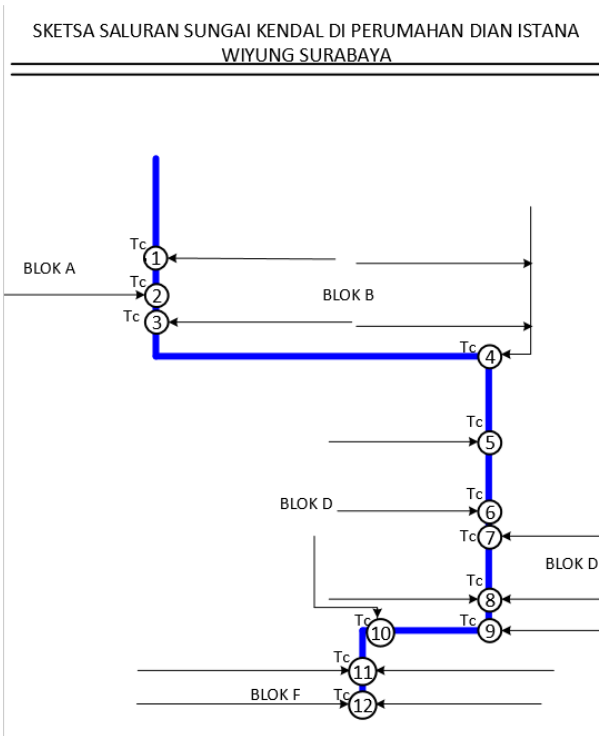 SKETSA SALURAN SUNGAI KENDAL DI PERUMAHAN DIAN ISTANA
WIYUNG SURABAYA
Tc
1
BLOK A
Tc
2
BLOK B
Tc
3
Tc
4
Tc
5
Tc
BLOK D
6
Tc
7
BLOK D
Tc
8
Tc
9
Tc
10
Tc
11
BLOK F
Tc
12